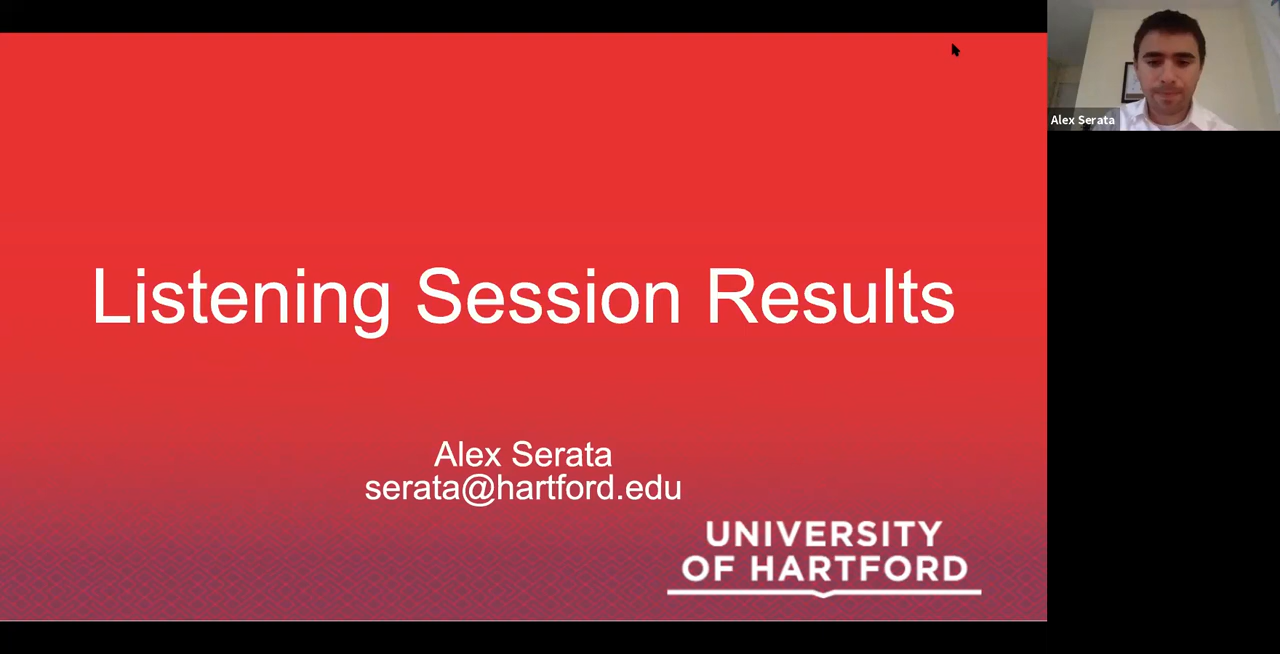 Listening Session Results
Alex Serata
serata@hartford.edu
UNIVERSITY
OF HARTFORD
Alex Serata